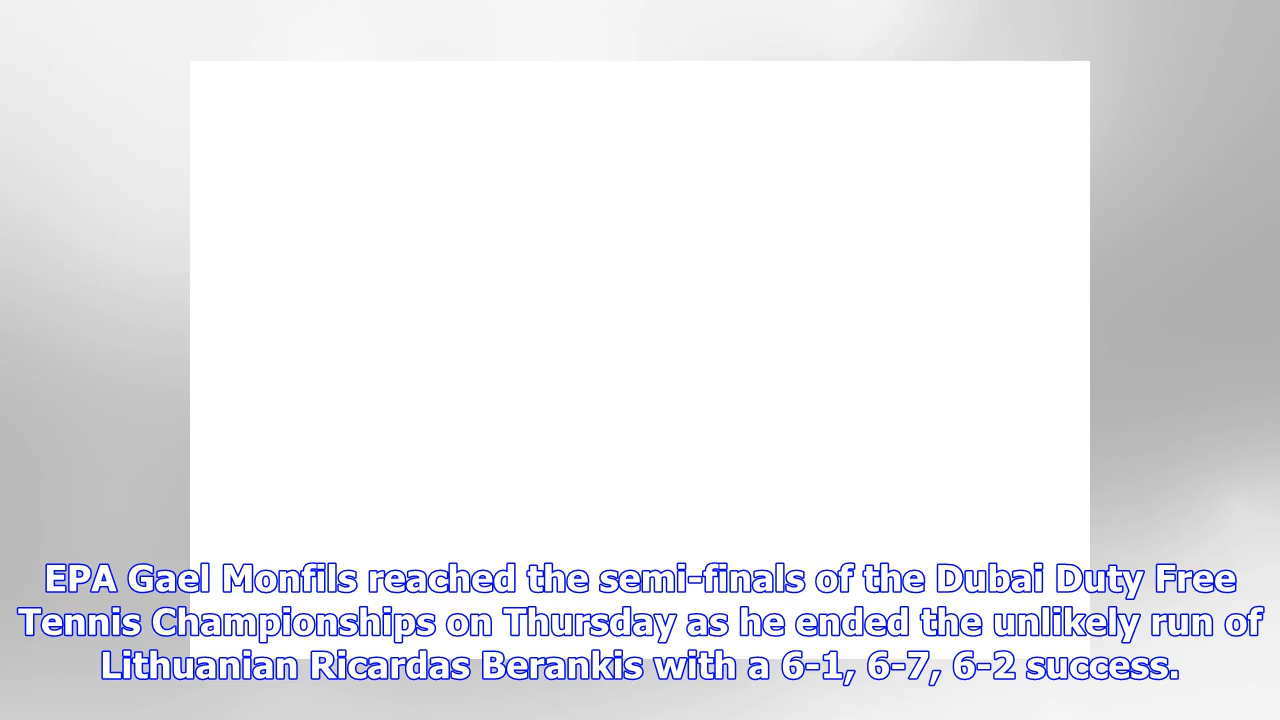 EPA Gael Monfils reached the semi-finals of the Dubai Duty Free
Tennis Championships on Thursday as he ended the unlikely run of
Lithuanian Ricardas Berankis with a 6-1, 6-7, 6-2 success.